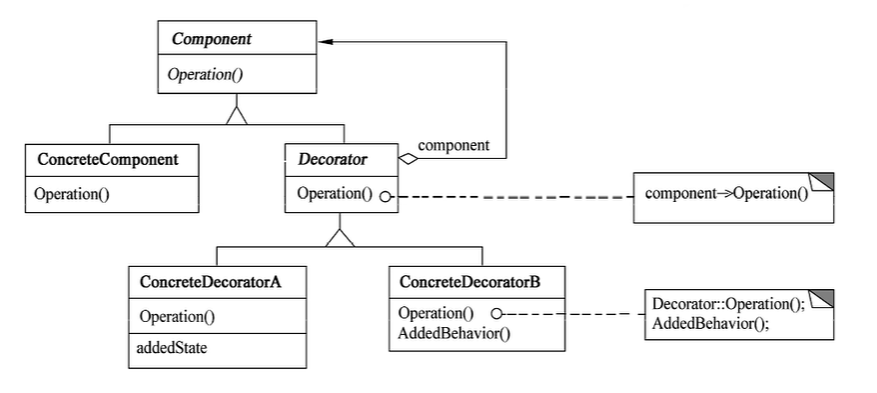 Component
Operation()
component
ConcreteComponent
Operation()
Decorator
Operation()
component->Operation()
ConcreteDecoratorA
Operation()
addedState
ConcreteDecoratorB
Operation()
AddedBehavior()
Decorator::Operation();
AddedBehavior();